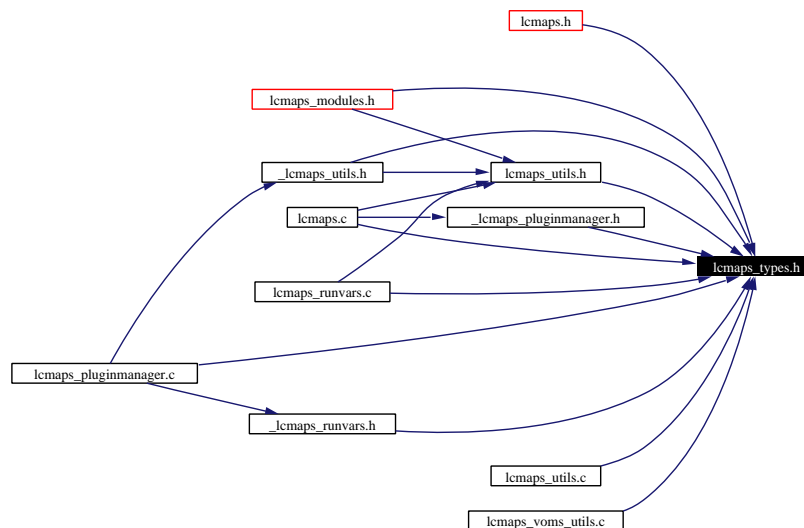 lcmaps.h
lcmaps_modules.h
_lcmaps_utils.h
lcmaps_utils.h
lcmaps.c
_lcmaps_pluginmanager.h
lcmaps_types.h
lcmaps_runvars.c
lcmaps_pluginmanager.c
_lcmaps_runvars.h
lcmaps_utils.c
lcmaps_voms_utils.c